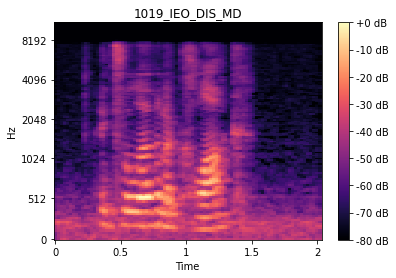 1019_IEO_DIS_MD
+0 dB
8192
-10 dB
4096
-20 dB
-30 dB
2048
-40 dB
Hz
1024
-50 dB
-60 dB
512
-70 dB
0
-80 dB
0
0.5
1
1.5
2
Time